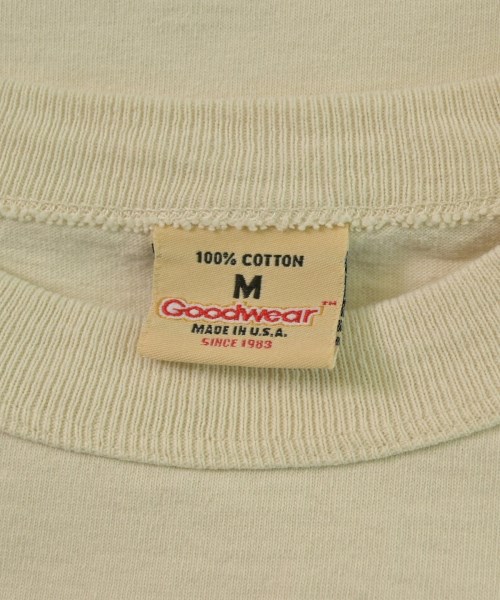 100% COTTON
M
Goodwear™
MADE IN U.S.A.
SINCE 1983